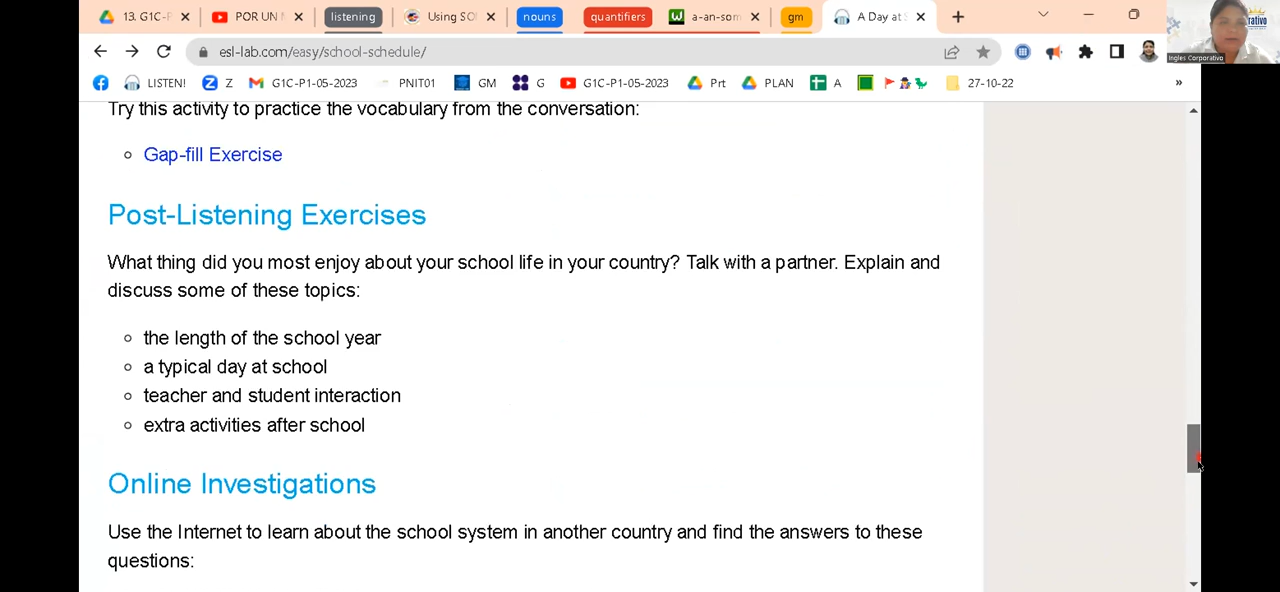 13. G1C-P
POR UN M
listening
Using SO
nouns
quantifiers
a-an-som
gm
A Day at S
esl-lab.com/easy/school-schedule/
Ingles Corporativo
LISTEN!
Z
G1C-P1-05-2023
PNIT01
GM
G
G1C-P1-05-2023
Prt
PLAN
A
27-10-22
»
Try this activity to practice the vocabulary from the conversation:
Gap-fill Exercise
Post-Listening Exercises
What thing did you most enjoy about your school life in your country? Talk with a partner. Explain and
discuss some of these topics:
the length of the school year
a typical day at school
teacher and student interaction
extra activities after school
Online Investigations
Use the Internet to learn about the school system in another country and find the answers to these
questions: